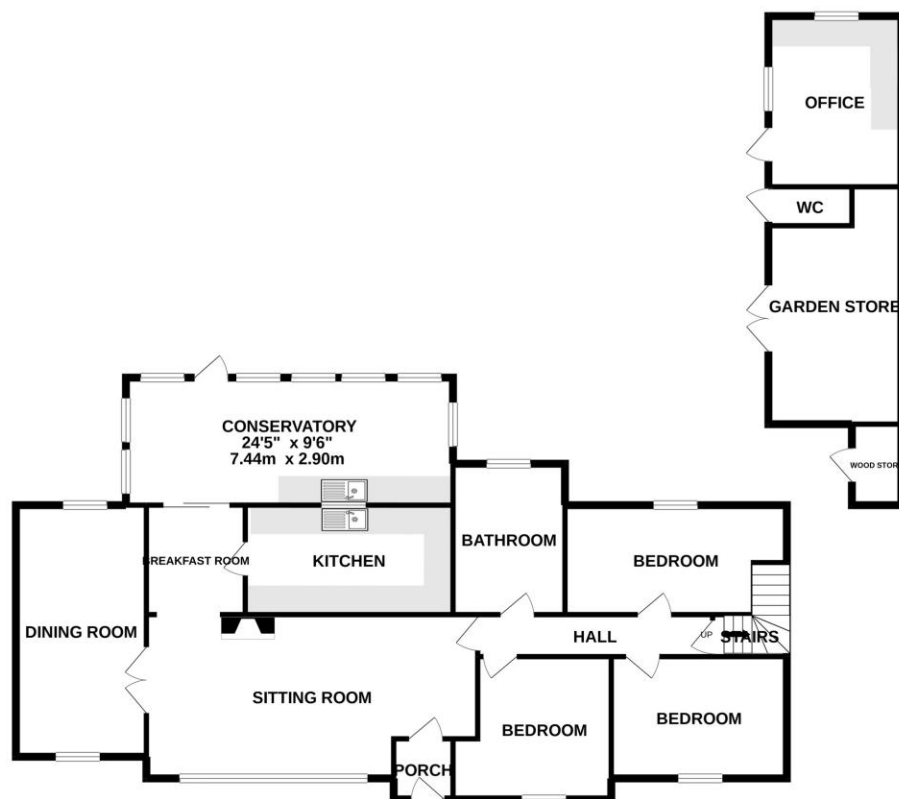 OFFICE
WC
GARDEN STORE
WOOD STORE
CONSERVATORY
24'5" x 9'6"
7.44m x 2.90m
BREAKFAST ROOM
KITCHEN
BATHROOM
BEDROOM
DINING ROOM
HALL
UP
STAIRS
SITTING ROOM
BEDROOM
BEDROOM
PORCH